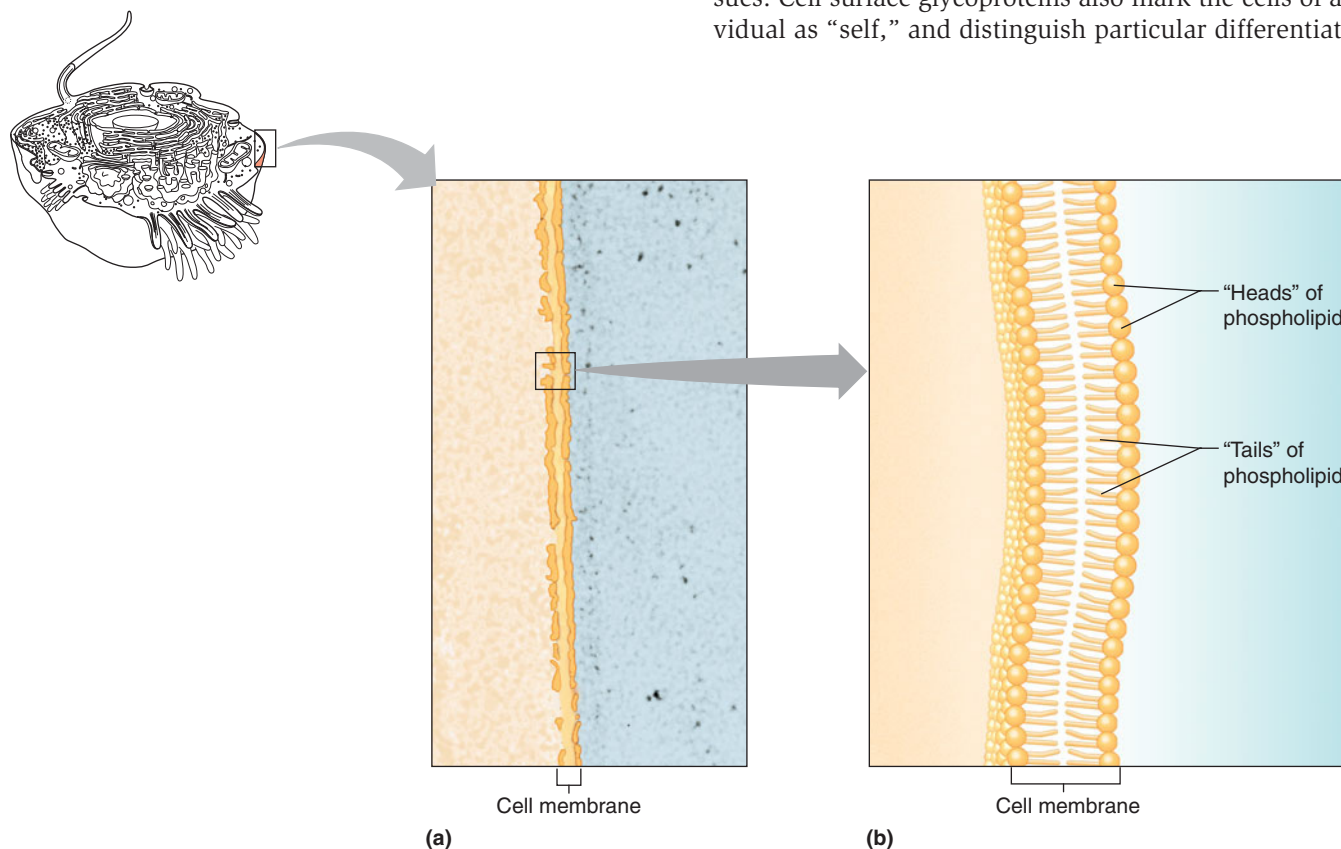 sues. Cell surface glycoproteins also mark the cells of a
vidual as “self,” and distinguish particular differentiat
“Heads” of
phospholipid
“Tails” of
phospholipid
Cell membrane
Cell membrane
(a)
(b)